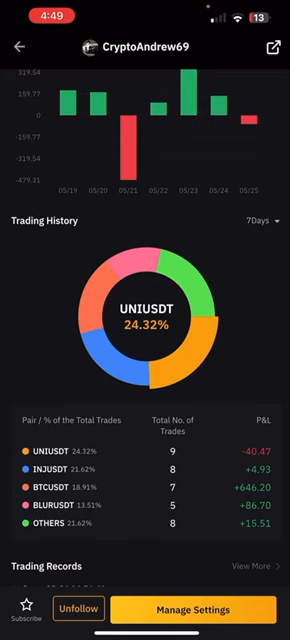 4:49
13
CryptoAndrew69
319.54
159.77
0
-159.77
-319.54
-479.31
05/19 05/20 05/21 05/22 05/23 05/24 05/25
Trading History 7Days
UNIUSDT
24.32%
Pair / % of the Total Trades Total No. of Trades P&L
UNIUSDT 24.32% 9 -40.47
INJUSDT 21.62% 8 +4.93
BTCUSDT 18.91% 7 +646.20
BLURUSDT 13.51% 5 +86.70
OTHERS 21.62% 8 +15.51
Trading Records View More
Subscribe
Unfollow
Manage Settings